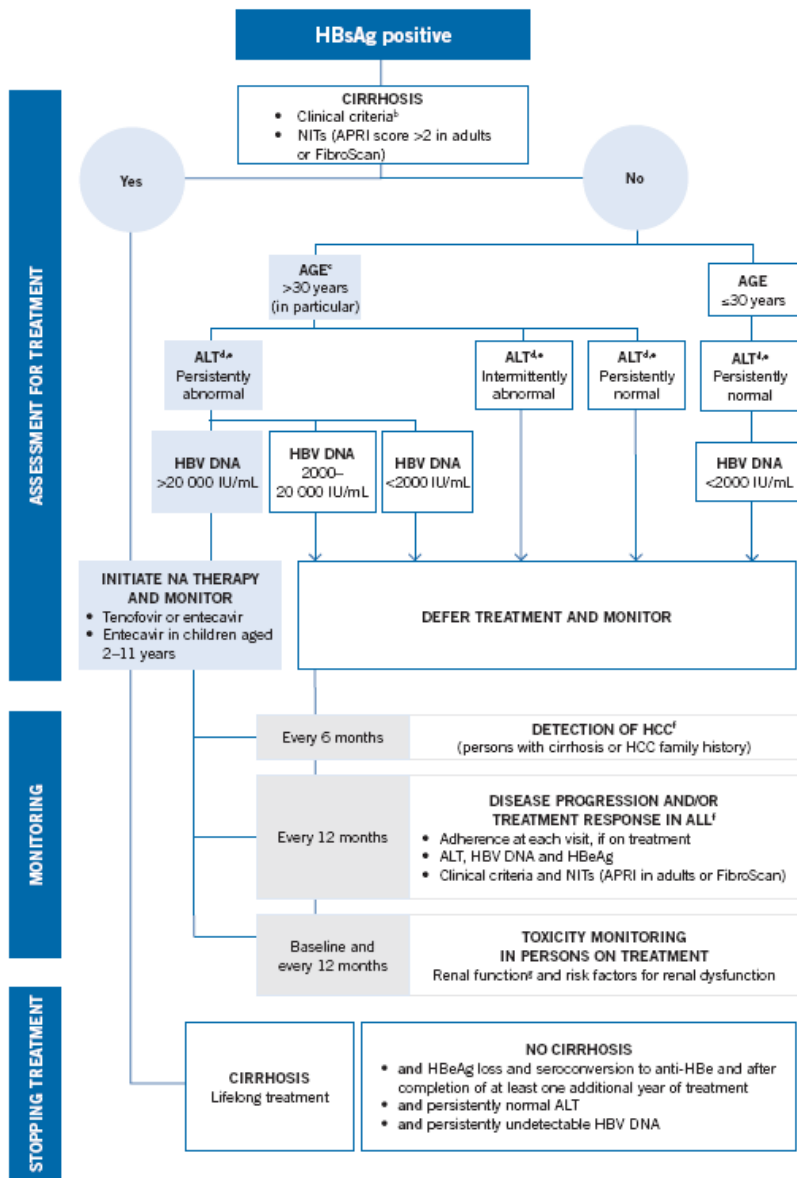 HBsAg positive
ASSESSMENT FOR TREATMENT
CIRRHOSIS
• Clinical criteriaᵇ
• NITs (APRI score >2 in adults
or FibroScan)
Yes
No
AGEᶜ
>30 years
(in particular)
AGE
≤30 years
ALTᵈ,ᵉ
Persistently
abnormal
ALTᵈ,ᵉ
Intermittently
abnormal
ALTᵈ,ᵉ
Persistently
normal
ALTᵈ,ᵉ
Persistently
normal
HBV DNA
>20 000 IU/mL
HBV DNA
2000–
20 000 IU/mL
HBV DNA
<2000 IU/mL
HBV DNA
<2000 IU/mL
INITIATE NA THERAPY
AND MONITOR
• Tenofovir or entecavir
• Entecavir in children aged
2–11 years
DEFER TREATMENT AND MONITOR
MONITORING
Every 6 months
DETECTION OF HCCᶠ
(persons with cirrhosis or HCC family history)
Every 12 months
DISEASE PROGRESSION AND/OR
TREATMENT RESPONSE IN ALLᶠ
• Adherence at each visit, if on treatment
• ALT, HBV DNA and HBeAg
• Clinical criteria and NITs (APRI in adults or FibroScan)
Baseline and
every 12 months
TOXICITY MONITORING
IN PERSONS ON TREATMENT
Renal functionᵍ and risk factors for renal dysfunction
STOPPING TREATMENT
CIRRHOSIS
Lifelong treatment
NO CIRRHOSIS
• and HBeAg loss and seroconversion to anti-HBe and after
completion of at least one additional year of treatment
• and persistently normal ALT
• and persistently undetectable HBV DNA